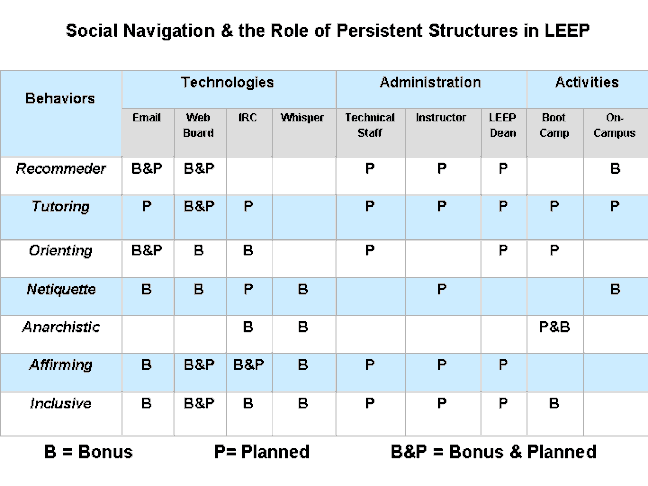 Social Navigation & the Role of Persistent Structures in LEEP
Behaviors Technologies Administration Activities
Email Web Board IRC Whisper Technical Staff Instructor LEEP Dean Boot Camp On-Campus
Recommeder B&P B&P P P P B
Tutoring P B&P P P P P P P
Orienting B&P B B P P P
Netiquette B B P B P B
Anarchistic B B P&B
Affirming B B&P B&P B P P P
Inclusive B B&P B B P P P B
B = Bonus P= Planned B&P = Bonus & Planned